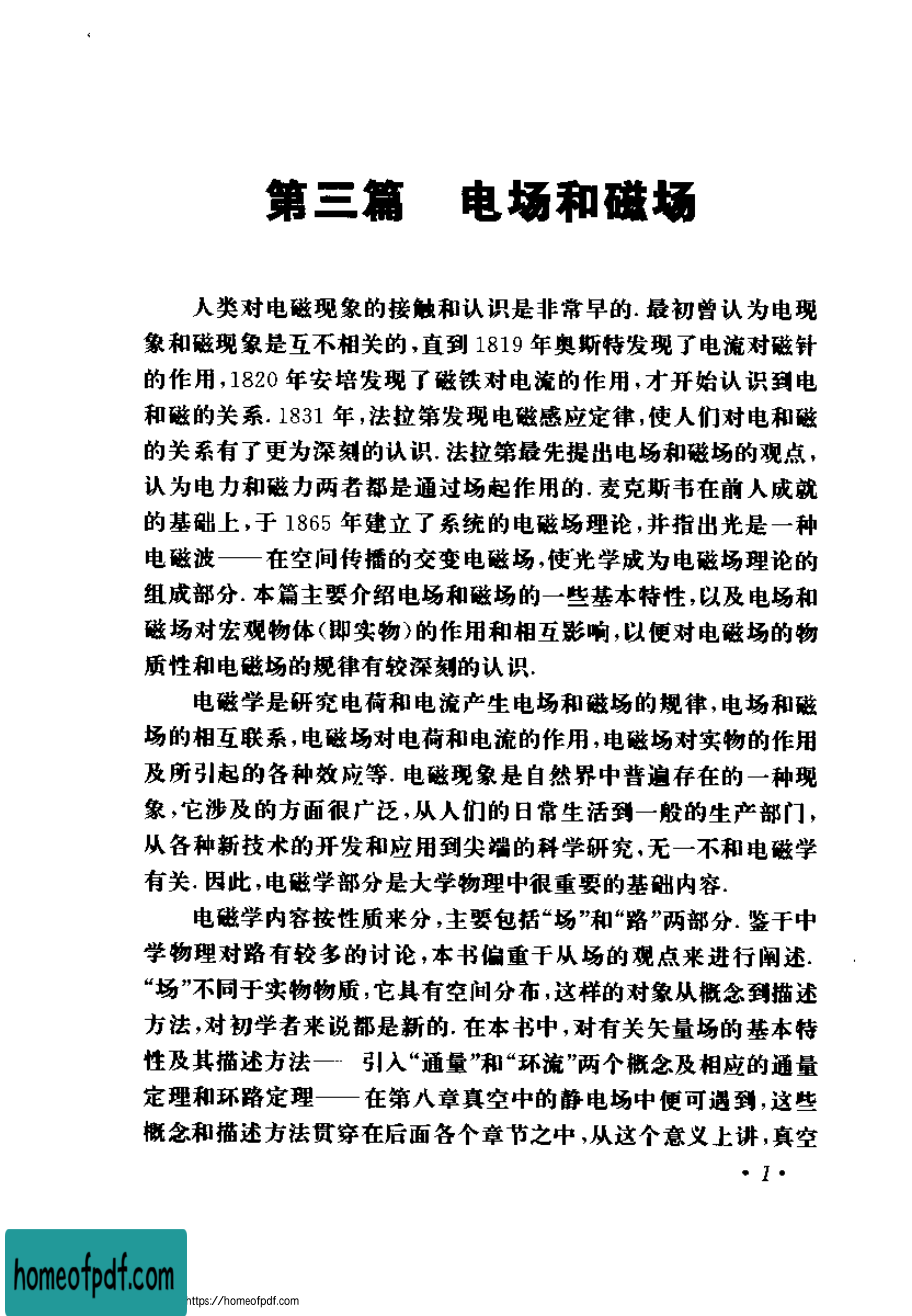 第三篇 电场和磁场
人类对电磁现象的接触和认识是非常早的. 最初曾认为电现
象和磁现象是互不相关的,直到 1819 年奥斯特发现了电流对磁针
的作用,1820 年安培发现了磁铁对电流的作用,才开始认识到电
和磁的关系. 1831 年,法拉第发现电磁感应定律,使人们对电和磁
的关系有了更为深刻的认识. 法拉第最先提出电场和磁场的观点,
认为电力和磁力两者都是通过场起作用的. 麦克斯韦在前人成就
的基础上,于 1865 年建立了系统的电磁场理论,并指出光是一种
电磁波——在空间传播的交变电磁场,使光学成为电磁场理论的
组成部分. 本篇主要介绍电场和磁场的一些基本特性,以及电场和
磁场对宏观物体(即实物)的作用和相互影响,以便对电磁场的物
质性和电磁场的规律有较深刻的认识.
电磁学是研究电荷和电流产生电场和磁场的规律,电场和磁
场的相互联系,电磁场对电荷和电流的作用,电磁场对实物的作用
及所引起的各种效应等. 电磁现象是自然界中普遍存在的一种现
象,它涉及的方面很广泛,从人们的日常生活到一般的生产部门,
从各种新技术的开发和应用到尖端的科学研究,无一不和电磁学
有关. 因此,电磁学部分是大学物理中很重要的基础内容.
电磁学内容按性质来分,主要包括“场”和“路”两部分. 鉴于中
学物理对路有较多的讨论,本书偏重于从场的观点来进行阐述.
“场”不同于实物物质,它具有空间分布,这样的对象从概念到描述
方法,对初学者来说都是新的. 在本书中,对有关矢量场的基本特
性及其描述方法—— 引入“通量”和“环流”两个概念及相应的通量
定理和环路定理——在第八章真空中的静电场中便可遇到,这些
概念和描述方法贯穿在后面各个章节之中,从这个意义上讲,真空
· 1 ·
homeofpdf.com
https://homeofpdf.com